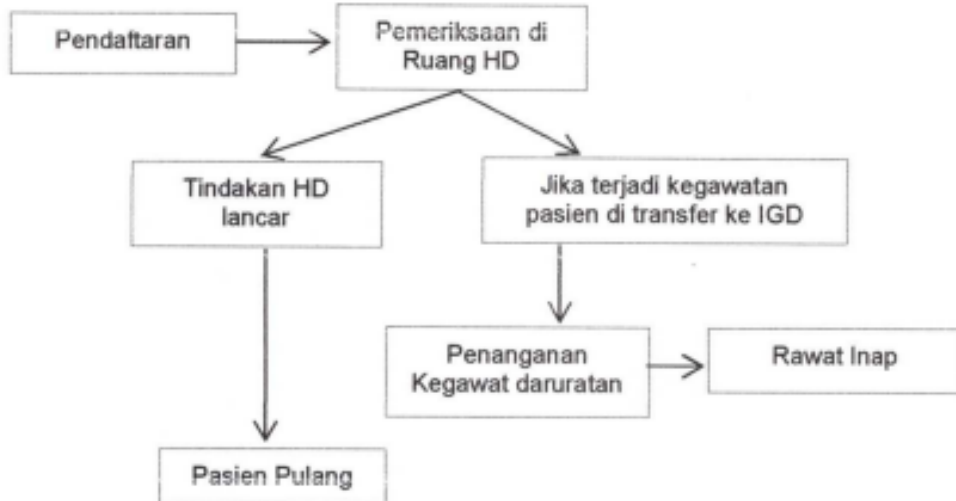 Pendaftaran
Pemeriksaan di
Ruang HD
Tindakan HD
lancar
Jika terjadi kegawatan
pasien di transfer ke IGD
Penanganan
Kegawat daruratan
Rawat Inap
Pasien Pulang